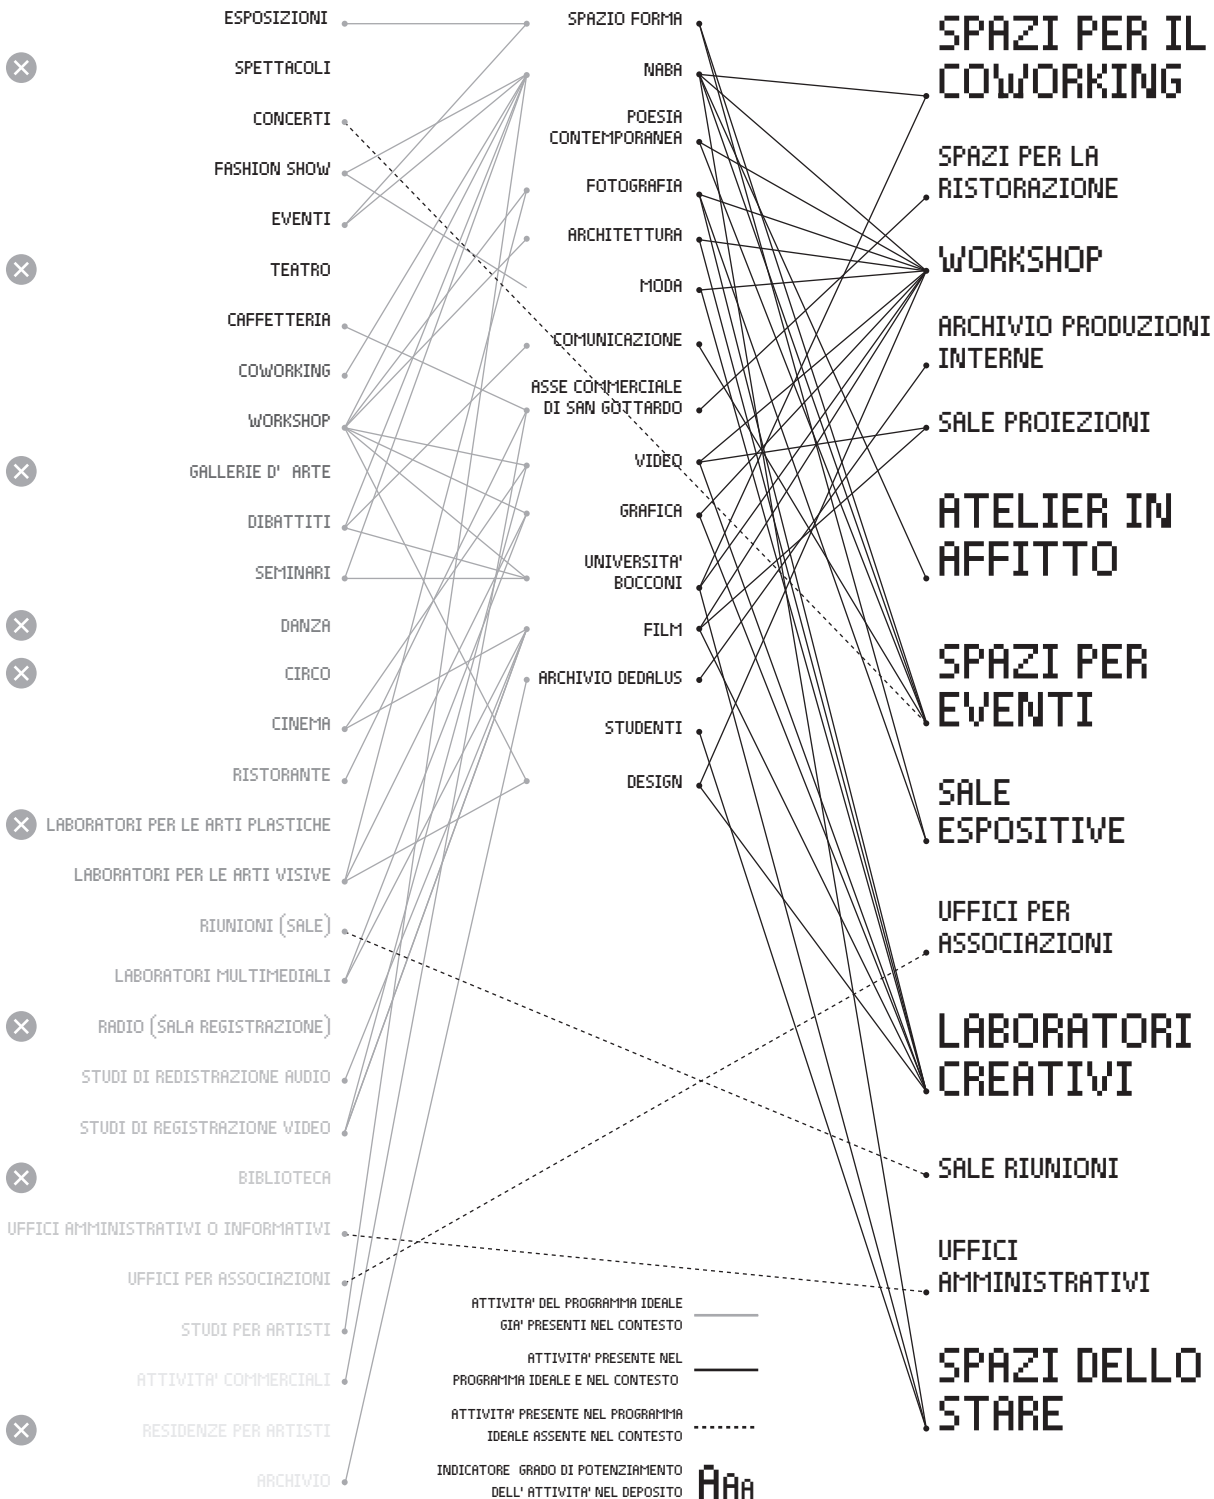 ESPOSIZIONI
SPETTACOLI
CONCERTI
FASHION SHOW
EVENTI
TEATRO
CAFFETTERIA
COWORKING
WORKSHOP
GALLERIE D' ARTE
DIBATTITI
SEMINARI
DANZA
CIRCO
CINEMA
RISTORANTE
LABORATORI PER LE ARTI PLASTICHE
LABORATORI PER LE ARTI VISIVE
RIUNIONI (SALE)
LABORATORI MULTIMEDIALI
RADIO (SALA REGISTRAZIONE)
STUDI DI REDISTRAZIONE AUDIO
STUDI DI REGISTRAZIONE VIDEO
BIBLIOTECA
UFFICI AMMINISTRATIVI O INFORMATIVI
UFFICI PER ASSOCIAZIONI
STUDI PER ARTISTI
ATTIVITA' COMMERCIALI
RESIDENZE PER ARTISTI
ARCHIVIO
SPAZIO FORMA
NABA
POESIA
CONTEMPORANEA
FOTOGRAFIA
ARCHITETTURA
MODA
COMUNICAZIONE
ASSE COMMERCIALE
DI SAN GOTTARDO
VIDEO
GRAFICA
UNIVERSITA'
BOCCONI
FILM
ARCHIVIO DEDALUS
STUDENTI
DESIGN
SPAZI PER IL
COWORKING
SPAZI PER LA
RISTORAZIONE
WORKSHOP
ARCHIVIO PRODUZIONI
INTERNE
SALE PROIEZIONI
ATELIER IN
AFFITTO
SPAZI PER
EVENTI
SALE
ESPOSITIVE
UFFICI PER
ASSOCIAZIONI
LABORATORI
CREATIVI
SALE RIUNIONI
UFFICI
AMMINISTRATIVI
SPAZI DELLO
STARE
ATTIVITA' DEL PROGRAMMA IDEALE
GIA' PRESENTI NEL CONTESTO
ATTIVITA' PRESENTE NEL
PROGRAMMA IDEALE E NEL CONTESTO
ATTIVITA' PRESENTE NEL PROGRAMMA
IDEALE ASSENTE NEL CONTESTO
INDICATORE GRADO DI POTENZIAMENTO
DELL' ATTIVITA' NEL DEPOSITO
AAA